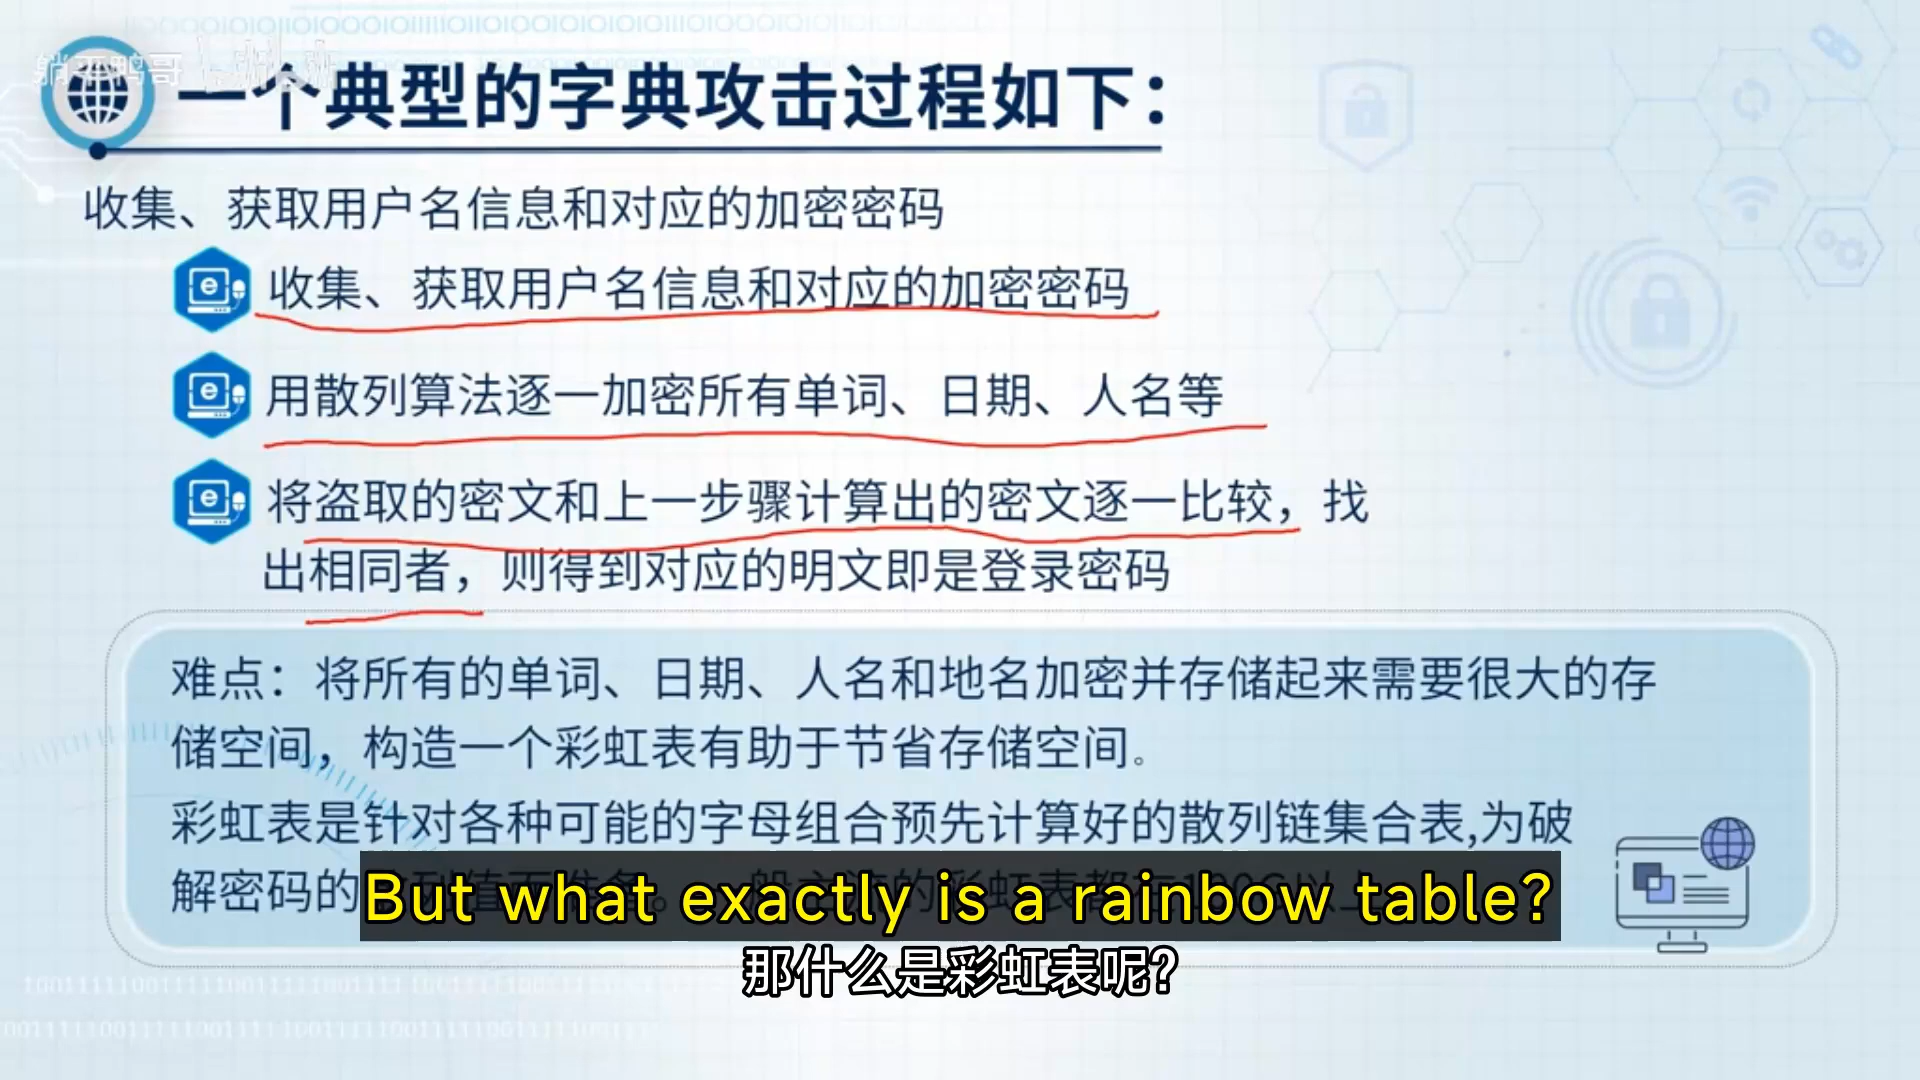 躺平鸭哥
一个典型的字典攻击过程如下：
收集、获取用户名信息和对应的加密密码
收集、获取用户名信息和对应的加密密码
用散列算法逐一加密所有单词、日期、人名等
将盗取的密文和上一步骤计算出的密文逐一比较，找
出相同者，则得到对应的明文即是登录密码
难点：将所有的单词、日期、人名和地名加密并存储起来需要很大的存
储空间，构造一个彩虹表有助于节省存储空间。
彩虹表是针对各种可能的字母组合预先计算好的散列链集合表,为破
解密码的
But what exactly is a rainbow table?
那什么是彩虹表呢?